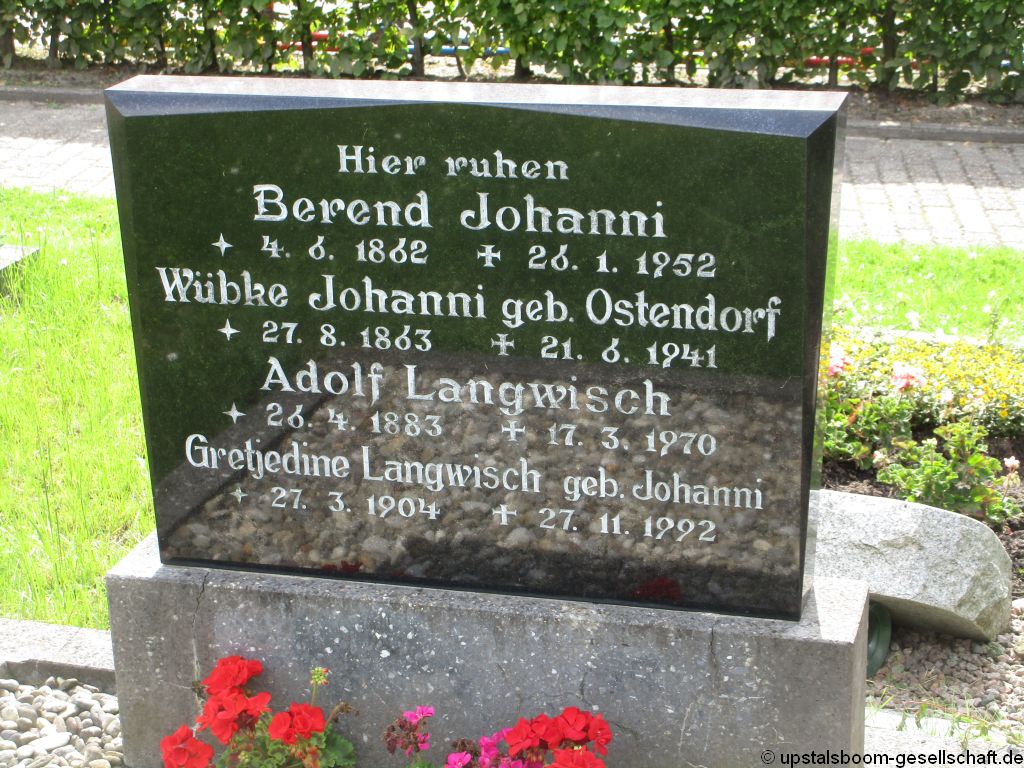 Hier ruhen
Berend Johanni
✦ 4. 6. 1862 ✢ 26. 1. 1952
Wübke Johanni geb. Ostendorf
✦ 27. 8. 1863 ✢ 21. 6. 1941
Adolf Langwisch
✦ 26. 4. 1883 ✢ 17. 3. 1970
Gretjedine Langwisch geb. Johanni
✦ 27. 3. 1904 ✢ 27. 11. 1992
© upstalsboom-gesellschaft.de